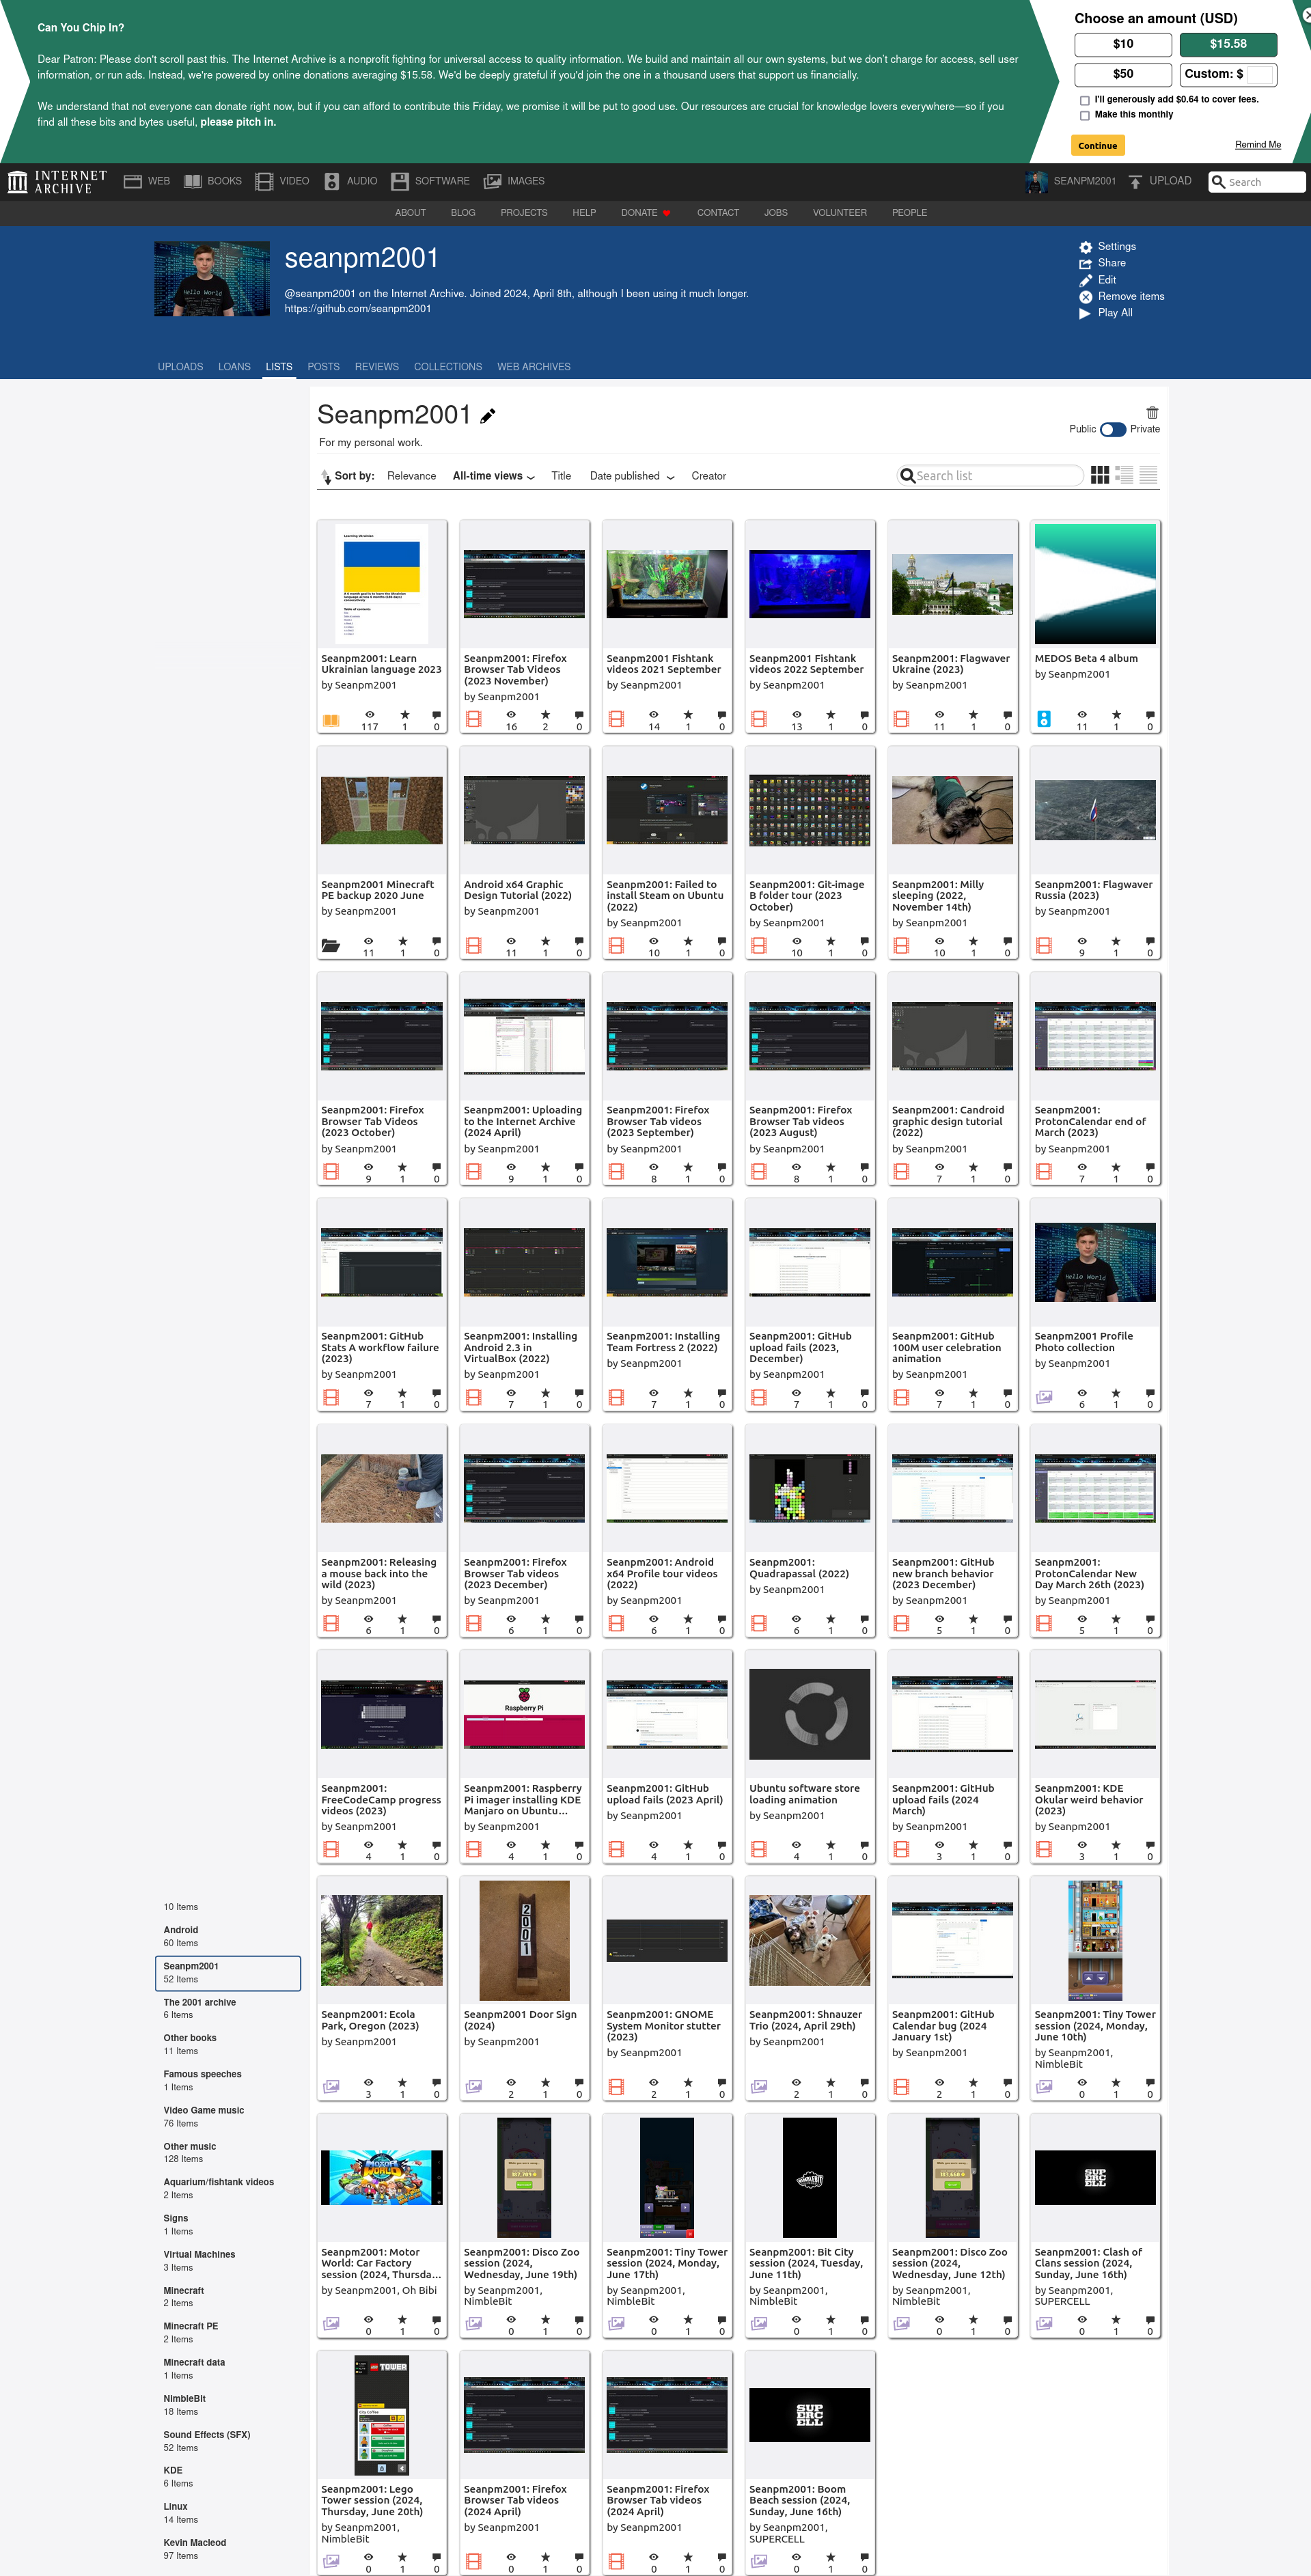 Can You Chip In?
Dear Patron: Please don't scroll past this. The Internet Archive is a nonprofit fighting for universal access to quality information. We build and maintain all our own systems, but we don't charge for access, sell user
information, or run ads. Instead, we're powered by online donations averaging $15.58. We'd be deeply grateful if you'd join the one in a thousand users that support us financially.
We understand that not everyone can donate right now, but if you can afford to contribute this Friday, we promise it will be put to good use. Our resources are crucial for knowledge lovers everywhere—so if you
find all these bits and bytes useful, please pitch in.
Choose an amount (USD)
$10 $15.58
$50 Custom: $
I'll generously add $0.64 to cover fees.
Make this monthly
Continue Remind Me
INTERNET ARCHIVE WEB BOOKS VIDEO AUDIO SOFTWARE IMAGES SEANPM2001 UPLOAD Search
ABOUT BLOG PROJECTS HELP DONATE CONTACT JOBS VOLUNTEER PEOPLE
seanpm2001
@seanpm2001 on the Internet Archive. Joined 2024, April 8th, although I been using it much longer.
https://github.com/seanpm2001
Settings
Share
Edit
Remove items
Play All
UPLOADS LOANS LISTS POSTS REVIEWS COLLECTIONS WEB ARCHIVES
Seanpm2001
For my personal work.
Public Private
Sort by: Relevance All-time views Title Date published Creator Search list
Seanpm2001: Learn Ukrainian language 2023
by Seanpm2001
117 1 0
Seanpm2001: Firefox Browser Tab Videos (2023 November)
by Seanpm2001
16 2 0
Seanpm2001 Fishtank videos 2021 September
by Seanpm2001
14 1 0
Seanpm2001 Fishtank videos 2022 September
by Seanpm2001
13 1 0
Seanpm2001: Flagwaver Ukraine (2023)
by Seanpm2001
11 1 0
MEDOS Beta 4 album
by Seanpm2001
11 1 0
Seanpm2001 Minecraft PE backup 2020 June
by Seanpm2001
11 1 0
Android x64 Graphic Design Tutorial (2022)
by Seanpm2001
11 1 0
Seanpm2001: Failed to install Steam on Ubuntu (2022)
by Seanpm2001
10 1 0
Seanpm2001: Git-image B folder tour (2023 October)
by Seanpm2001
10 1 0
Seanpm2001: Milly sleeping (2022, November 14th)
by Seanpm2001
10 1 0
Seanpm2001: Flagwaver Russia (2023)
by Seanpm2001
9 1 0
Seanpm2001: Firefox Browser Tab Videos (2023 October)
by Seanpm2001
9 1 0
Seanpm2001: Uploading to the Internet Archive (2024 April)
by Seanpm2001
9 1 0
Seanpm2001: Firefox Browser Tab videos (2023 September)
by Seanpm2001
8 1 0
Seanpm2001: Firefox Browser Tab videos (2023 August)
by Seanpm2001
8 1 0
Seanpm2001: Candroid graphic design tutorial (2022)
by Seanpm2001
7 1 0
Seanpm2001: ProtonCalendar end of March (2023)
by Seanpm2001
7 1 0
Seanpm2001: GitHub Stats A workflow failure (2023)
by Seanpm2001
7 1 0
Seanpm2001: Installing Android 2.3 in VirtualBox (2022)
by Seanpm2001
7 1 0
Seanpm2001: Installing Team Fortress 2 (2022)
by Seanpm2001
7 1 0
Seanpm2001: GitHub upload fails (2023, December)
by Seanpm2001
7 1 0
Seanpm2001: GitHub 100M user celebration animation
by Seanpm2001
7 1 0
Hello World
Seanpm2001 Profile Photo collection
by Seanpm2001
6 1 0
Seanpm2001: Releasing a mouse back into the wild (2023)
by Seanpm2001
6 1 0
Seanpm2001: Firefox Browser Tab videos (2023 December)
by Seanpm2001
6 1 0
Seanpm2001: Android x64 Profile tour videos (2022)
by Seanpm2001
6 1 0
Seanpm2001: Quadrapassal (2022)
by Seanpm2001
6 1 0
Seanpm2001: GitHub new branch behavior (2023 December)
by Seanpm2001
5 1 0
Seanpm2001: ProtonCalendar New Day March 26th (2023)
by Seanpm2001
5 1 0
Seanpm2001: FreeCodeCamp progress videos (2023)
by Seanpm2001
4 1 0
Raspberry Pi
Seanpm2001: Raspberry Pi imager installing KDE Manjaro on Ubuntu...
by Seanpm2001
4 1 0
Seanpm2001: GitHub upload fails (2023 April)
by Seanpm2001
4 1 0
Ubuntu software store loading animation
by Seanpm2001
4 1 0
Seanpm2001: GitHub upload fails (2024 March)
by Seanpm2001
3 1 0
Seanpm2001: KDE Okular weird behavior (2023)
by Seanpm2001
3 1 0
Seanpm2001: Ecola Park, Oregon (2023)
by Seanpm2001
3 1 0
2001
Seanpm2001 Door Sign (2024)
by Seanpm2001
2 1 0
Seanpm2001: GNOME System Monitor stutter (2023)
by Seanpm2001
2 1 0
Seanpm2001: Shnauzer Trio (2024, April 29th)
by Seanpm2001
2 1 0
Seanpm2001: GitHub Calendar bug (2024 January 1st)
by Seanpm2001
2 1 0
Seanpm2001: Tiny Tower session (2024, Monday, June 10th)
by Seanpm2001, NimbleBit
0 1 0
Seanpm2001: Motor World: Car Factory session (2024, Thursda...
by Seanpm2001, Oh Bibi
0 1 0
Seanpm2001: Disco Zoo session (2024, Wednesday, June 19th)
by Seanpm2001, NimbleBit
0 1 0
Seanpm2001: Tiny Tower session (2024, Monday, June 17th)
by Seanpm2001, NimbleBit
0 1 0
Seanpm2001: Bit City session (2024, Tuesday, June 11th)
by Seanpm2001, NimbleBit
0 1 0
Seanpm2001: Disco Zoo session (2024, Wednesday, June 12th)
by Seanpm2001, NimbleBit
0 1 0
SUPERCELL
Seanpm2001: Clash of Clans session (2024, Sunday, June 16th)
by Seanpm2001, SUPERCELL
0 1 0
Seanpm2001: Lego Tower session (2024, Thursday, June 20th)
by Seanpm2001, NimbleBit
0 1 0
Seanpm2001: Firefox Browser Tab videos (2024 April)
by Seanpm2001
0 1 0
Seanpm2001: Firefox Browser Tab videos (2024 April)
by Seanpm2001
0 1 0
SUPERCELL
Seanpm2001: Boom Beach session (2024, Sunday, June 16th)
by Seanpm2001, SUPERCELL
0 1 0
10 Items
Android
60 Items
Seanpm2001
52 Items
The 2001 archive
6 Items
Other books
11 Items
Famous speeches
1 Items
Video Game music
76 Items
Other music
128 Items
Aquarium/fishtank videos
2 Items
Signs
1 Items
Virtual Machines
3 Items
Minecraft
2 Items
Minecraft PE
2 Items
Minecraft data
1 Items
NimbleBit
18 Items
Sound Effects (SFX)
52 Items
KDE
6 Items
Linux
14 Items
Kevin Macleod
97 Items